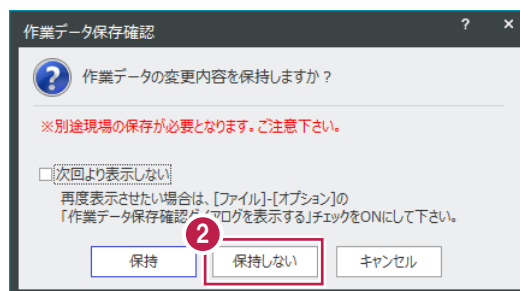 作業データ保存確認
? ×
作業データの変更内容を保持しますか?
※別途現場の保存が必要となります。ご注意下さい。
次回より表示しない
再度表示させたい場合は、[ファイル]-[オプション]の
「作業データ保存確認ダイアログを表示する」チェックをONにして下さい。
2
保持 保持しない キャンセル